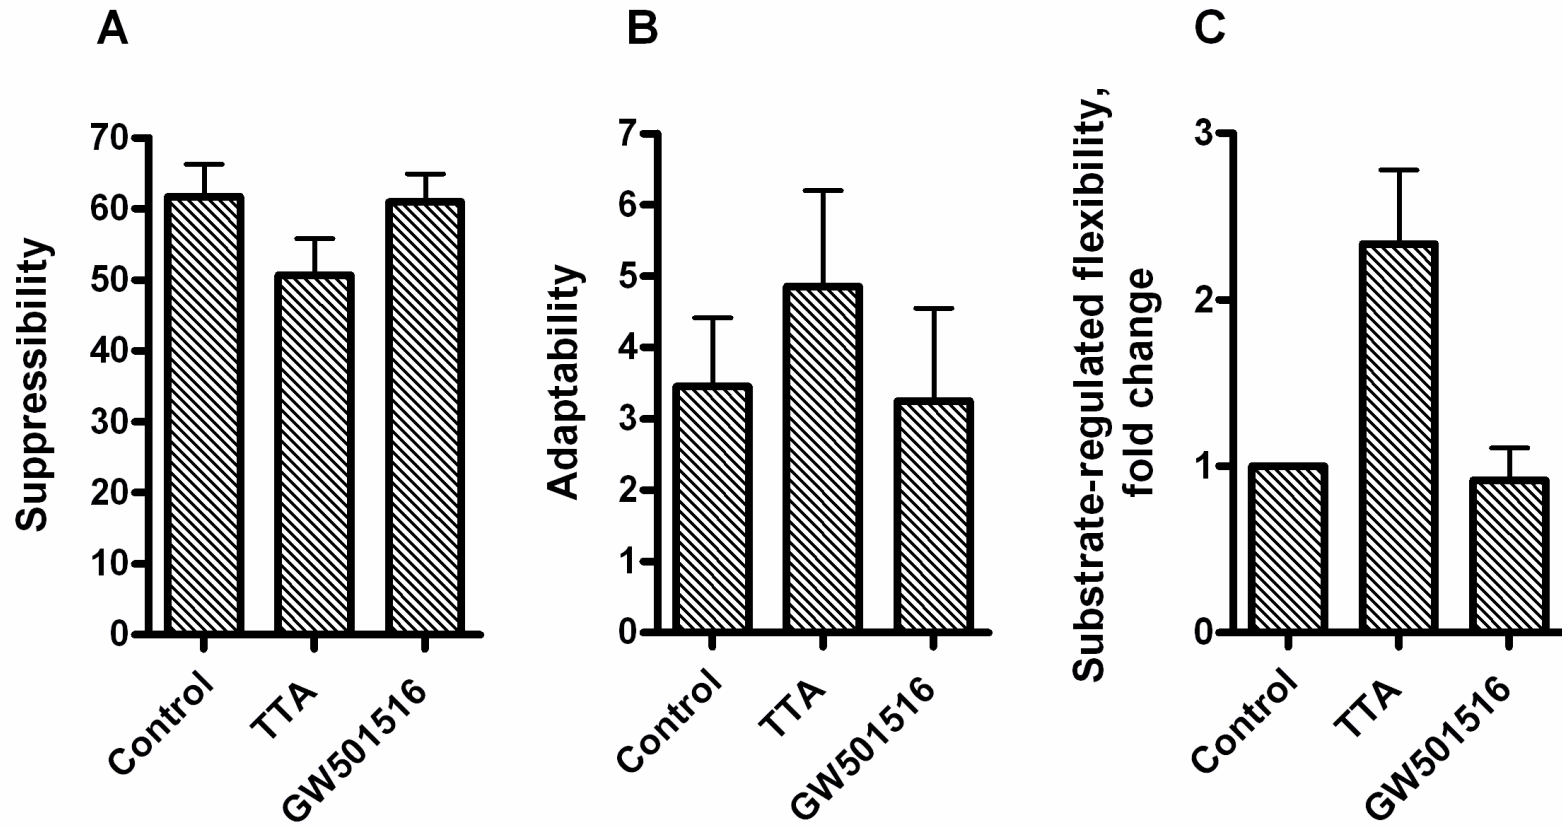 A
Suppressibility
70
60
50
40
30
20
10
0
Control
TTA
GW501516
B
Adaptability
7
6
5
4
3
2
1
0
Control
TTA
GW501516
C
Substrate-regulated flexibility,
fold change
3
2
1
0
Control
TTA
GW501516